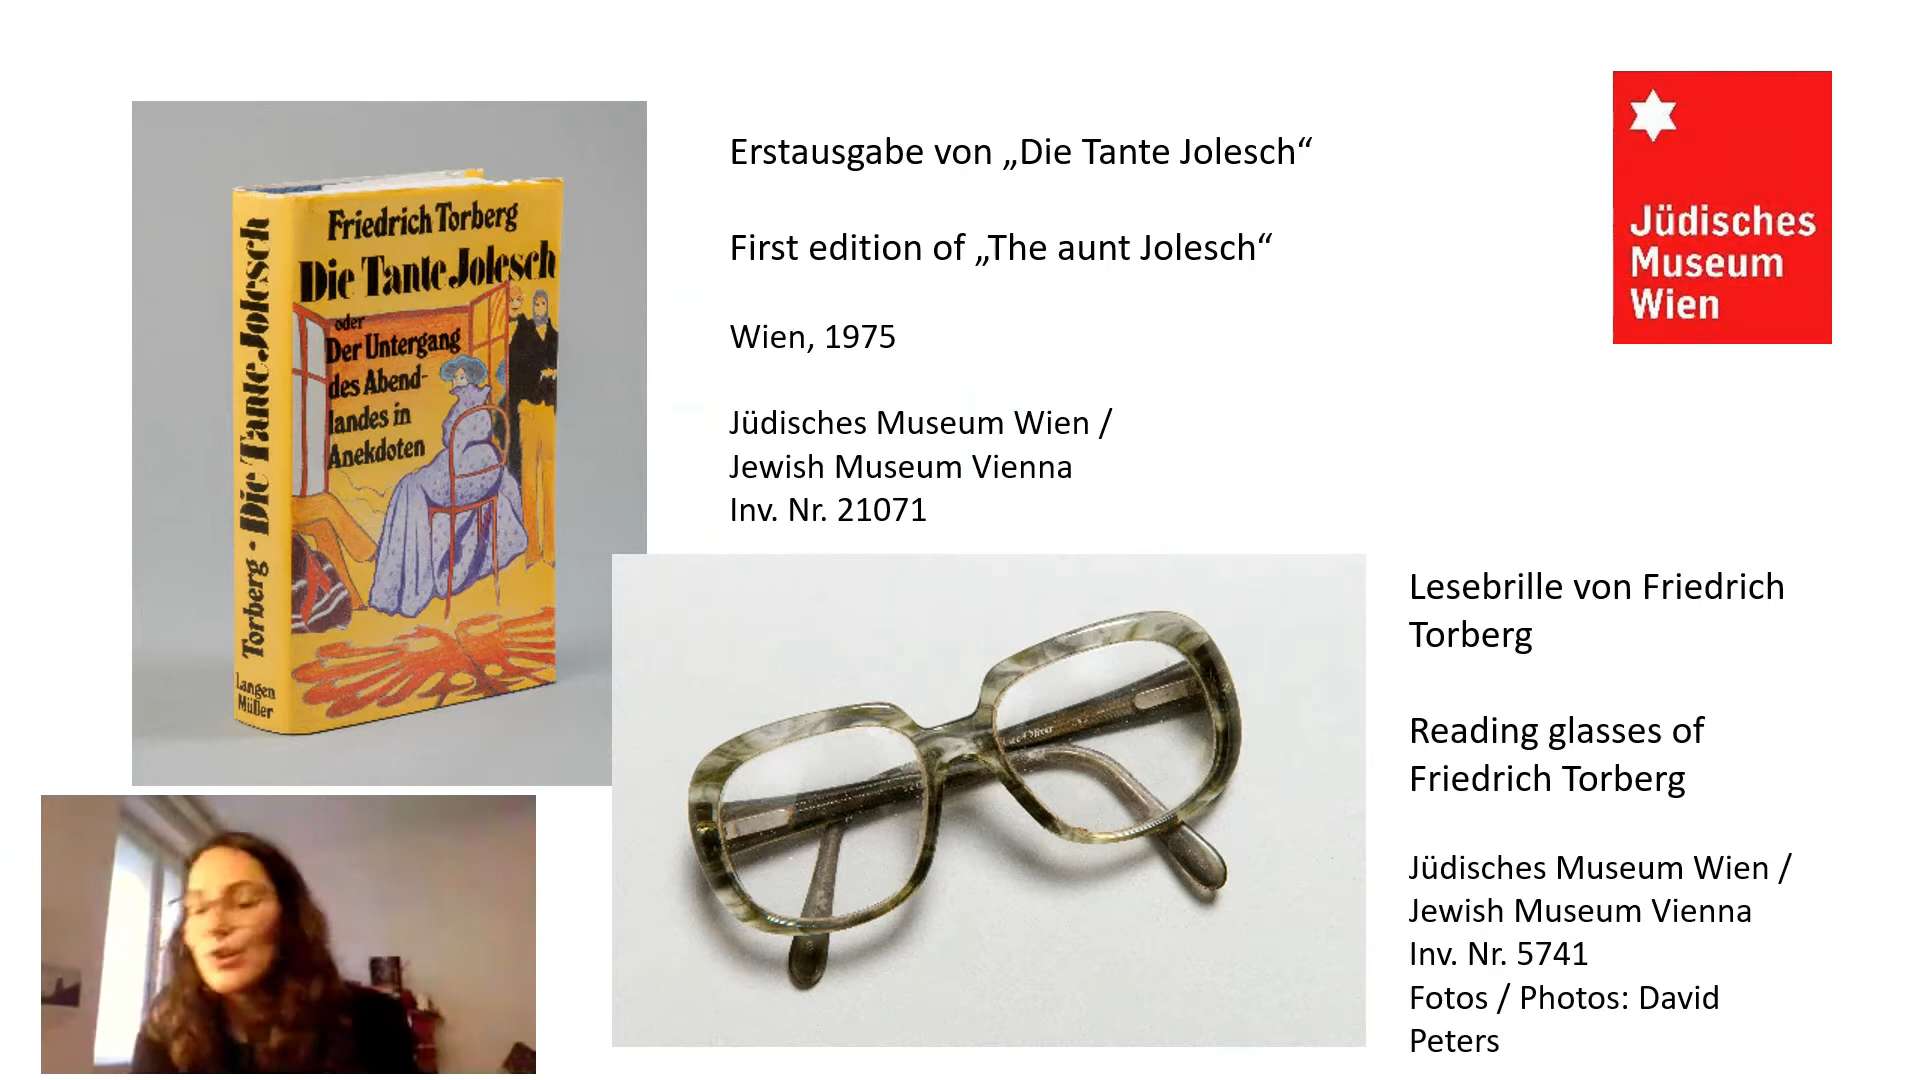 Friedrich Torberg
Die Tante Jolesch
oder
Der Untergang
des Abend-
landes in
Anekdoten
Torberg • Die Tante Jolesch
Langen
Müller
Erstausgabe von „Die Tante Jolesch“
First edition of „The aunt Jolesch“
Wien, 1975
Jüdisches Museum Wien /
Jewish Museum Vienna
Inv. Nr. 21071
Jüdisches
Museum
Wien
Lesebrille von Friedrich
Torberg
Reading glasses of
Friedrich Torberg
Jüdisches Museum Wien /
Jewish Museum Vienna
Inv. Nr. 5741
Fotos / Photos: David
Peters